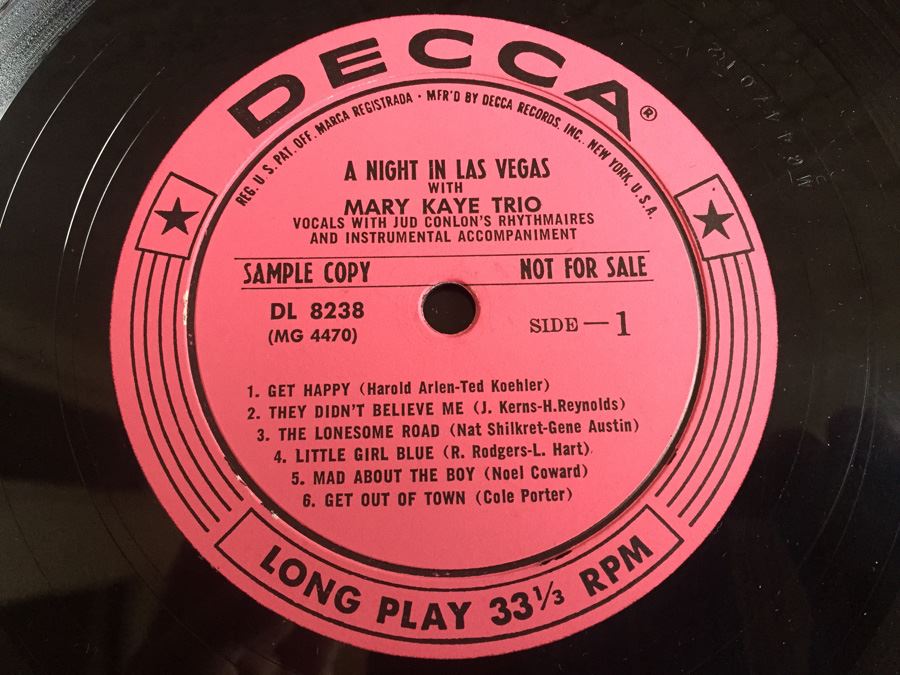 DECCA®
REG. U.S. PAT. OFF. MARCA REGISTRADA · MFR'D BY DECCA RECORDS, INC., NEW YORK, U.S.A.
A NIGHT IN LAS VEGAS
WITH
MARY KAYE TRIO
VOCALS WITH JUD CONLON'S RHYTHMAIRES
AND INSTRUMENTAL ACCOMPANIMENT
SAMPLE COPY NOT FOR SALE
DL 8238
(MG 4470)
SIDE—1
1. GET HAPPY (Harold Arlen-Ted Koehler)
2. THEY DIDN'T BELIEVE ME (J. Kerns-H.Reynolds)
3. THE LONESOME ROAD (Nat Shilkret-Gene Austin)
4. LITTLE GIRL BLUE (R. Rodgers-L. Hart)
5. MAD ABOUT THE BOY (Noel Coward)
6. GET OUT OF TOWN (Cole Porter)
LONG PLAY 33⅓ RPM